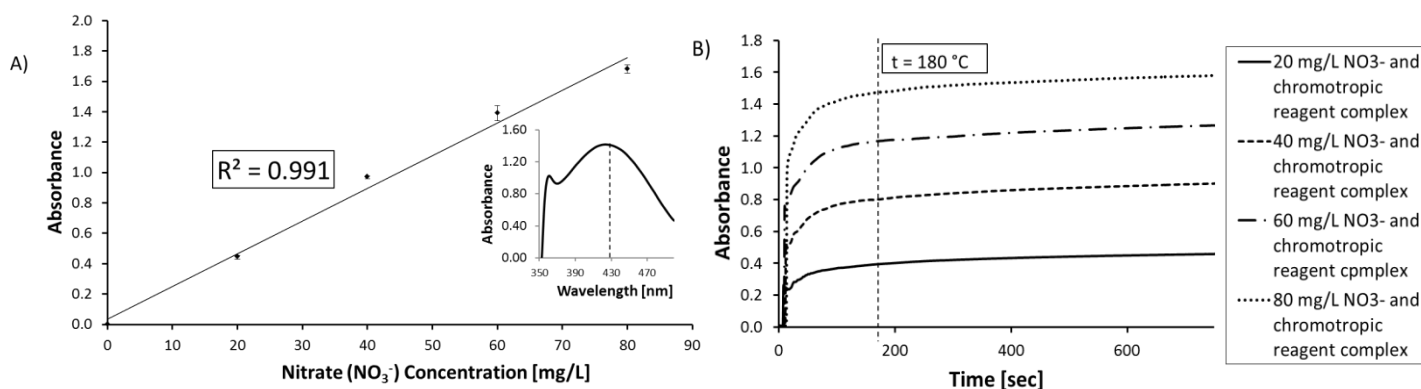 A)
Absorbance
2.0
1.8
1.6
1.4
1.2
1.0
0.8
0.6
0.4
0.2
0.0
0 10 20 30 40 50 60 70 80 90
Nitrate (NO₃⁻) Concentration [mg/L]
R² = 0.991
Absorbance
1.60
1.20
0.80
0.40
0.00
350 390 430 470
Wavelength [nm]
B)
Absorbance
1.8
1.6
1.4
1.2
1.0
0.8
0.6
0.4
0.2
0.0
0 200 400 600
Time [sec]
t = 180 °C
20 mg/L NO3- and
chromotropic
reagent complex
40 mg/L NO3- and
chromotropic
reagent complex
60 mg/L NO3- and
chromotropic
reagent cpmplex
80 mg/L NO3- and
chromotropic
reagent complex